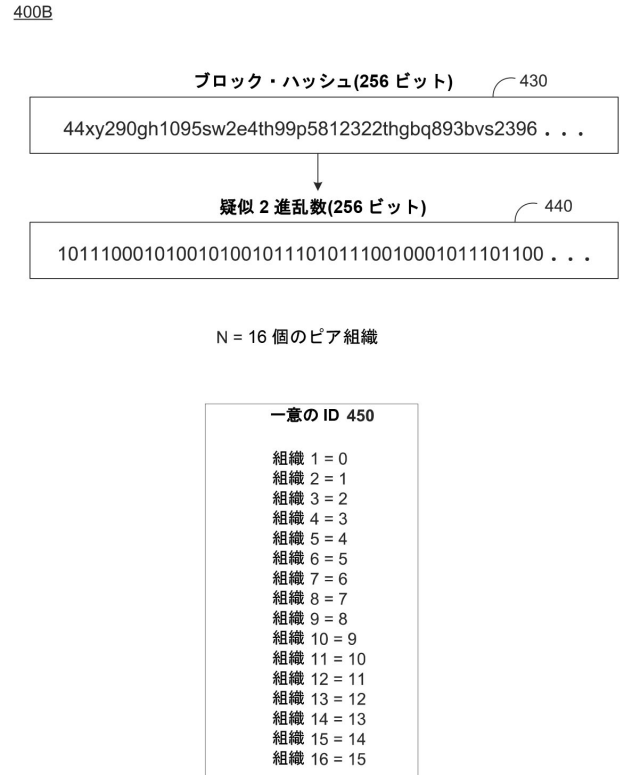 400B
ブロック・ハッシュ(256 ビット)
430
44xy290gh1095sw2e4th99p5812322thgbq893bvs2396 . . .
疑似 2 進乱数(256 ビット)
440
10111000101001010010111010111001000101110­1100 . . .
N = 16 個のピア組織
一意の ID 450
組織 1 = 0
組織 2 = 1
組織 3 = 2
組織 4 = 3
組織 5 = 4
組織 6 = 5
組織 7 = 6
組織 8 = 7
組織 9 = 8
組織 10 = 9
組織 11 = 10
組織 12 = 11
組織 13 = 12
組織 14 = 13
組織 15 = 14
組織 16 = 15